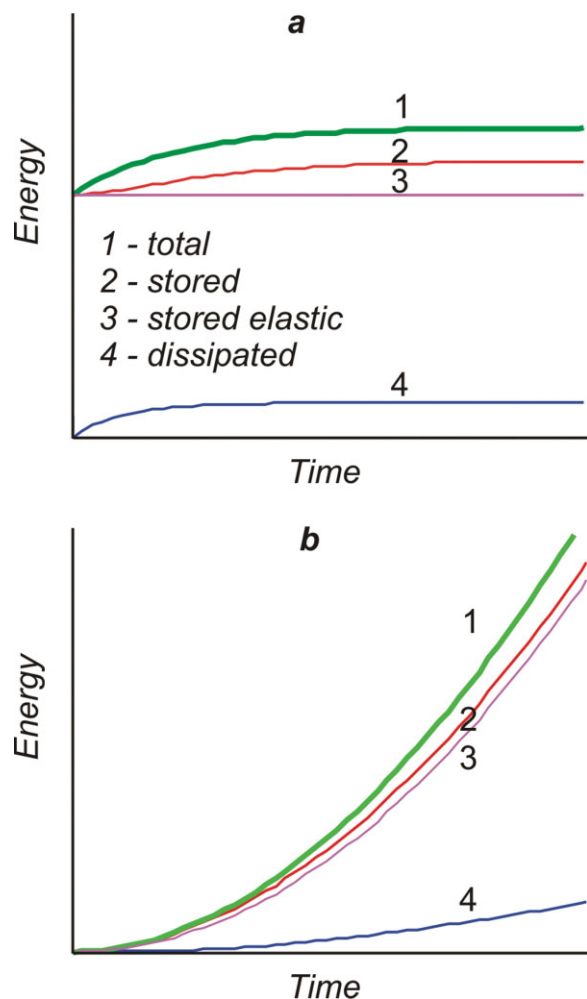 a
Energy
1
2
3
1 - total
2 - stored
3 - stored elastic
4 - dissipated
4
Time
b
Energy
1
2
3
4
Time